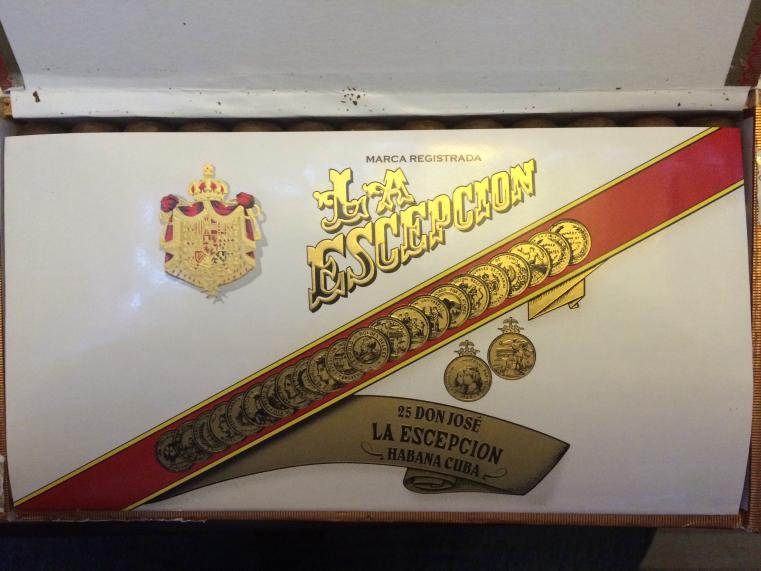 MARCA REGISTRADA
LA
ESCEPCION
25 DON JOSÉ
LA ESCEPCION
HABANA CUBA